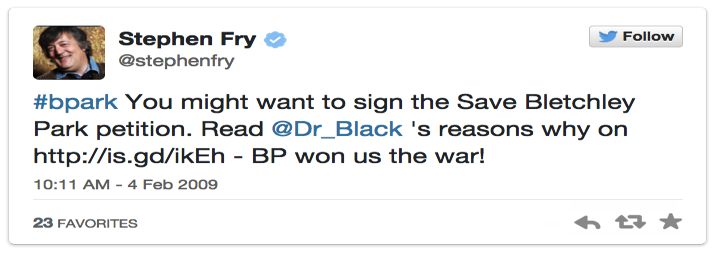 Stephen Fry
@stephenfry
Follow
#bpark You might want to sign the Save Bletchley
Park petition. Read @Dr_Black 's reasons why on
http://is.gd/ikEh - BP won us the war!
10:11 AM - 4 Feb 2009
23 FAVORITES